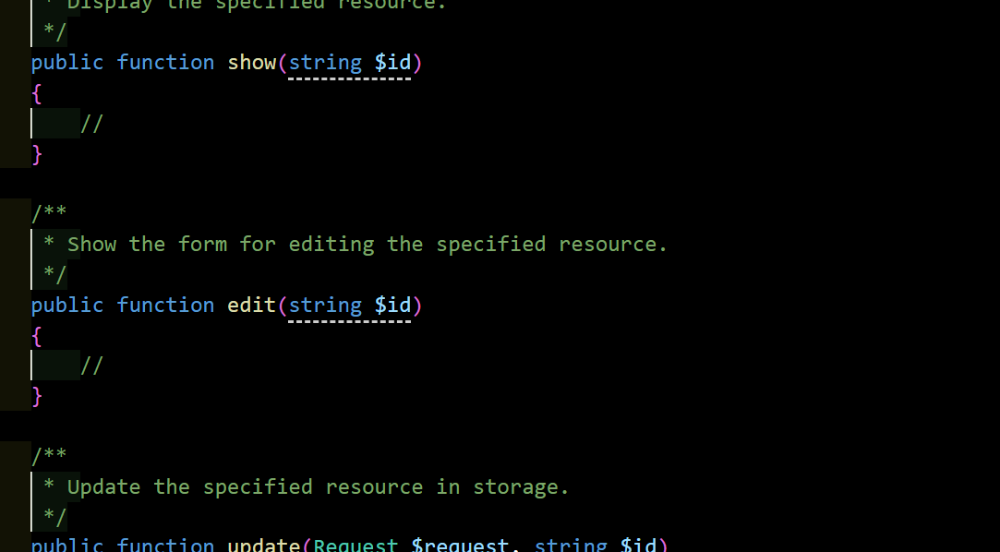 * Display the specified resource.
*/
public function show(string $id)
{
//
}
/**
* Show the form for editing the specified resource.
*/
public function edit(string $id)
{
//
}
/**
* Update the specified resource in storage.
*/
public function update(Request $request, string $id)